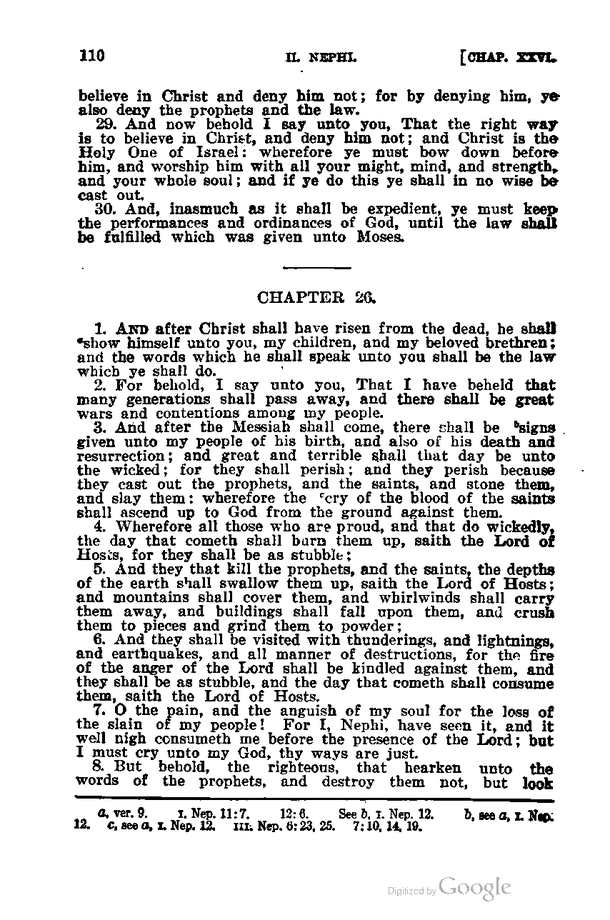 110 II. NEPHI. [CHAP. XXVI.
believe in Christ and deny him not; for by denying him, ye
also deny the prophets and the law.
29. And now behold I say unto you, That the right way
is to believe in Christ, and deny him not; and Christ is the
Holy One of Israel: wherefore ye must bow down before
him, and worship him with all your might, mind, and strength,
and your whole soul; and if ye do this ye shall in no wise be
cast out.
30. And, inasmuch as it shall be expedient, ye must keep
the performances and ordinances of God, until the law shall
be fulfilled which was given unto Moses.
CHAPTER 26.
1. AND after Christ shall have risen from the dead, he shall
ᵃshow himself unto you, my children, and my beloved brethren;
and the words which he shall speak unto you shall be the law
which ye shall do.
2. For behold, I say unto you, That I have beheld that
many generations shall pass away, and there shall be great
wars and contentions among my people.
3. And after the Messiah shall come, there shall be ᵇsigns
given unto my people of his birth, and also of his death and
resurrection; and great and terrible shall that day be unto
the wicked; for they shall perish; and they perish because
they cast out the prophets, and the saints, and stone them,
and slay them: wherefore the ᶜcry of the blood of the saints
shall ascend up to God from the ground against them.
4. Wherefore all those who are proud, and that do wickedly,
the day that cometh shall burn them up, saith the Lord of
Hosts, for they shall be as stubble;
5. And they that kill the prophets, and the saints, the depths
of the earth shall swallow them up, saith the Lord of Hosts;
and mountains shall cover them, and whirlwinds shall carry
them away, and buildings shall fall upon them, and crush
them to pieces and grind them to powder;
6. And they shall be visited with thunderings, and lightnings,
and earthquakes, and all manner of destructions, for the fire
of the anger of the Lord shall be kindled against them, and
they shall be as stubble, and the day that cometh shall consume
them, saith the Lord of Hosts.
7. O the pain, and the anguish of my soul for the loss of
the slain of my people! For I, Nephi, have seen it, and it
well nigh consumeth me before the presence of the Lord; but
I must cry unto my God, thy ways are just.
8. But behold, the righteous, that hearken unto the
words of the prophets, and destroy them not, but look
a, ver. 9. I. Nep. 11:7. 12:6. See b, I. Nep. 12. b, see a, I. Nep.
12. c, see a, I. Nep. 12. III. Nep. 6:23, 25. 7:10, 14, 19.
Digitized by Google